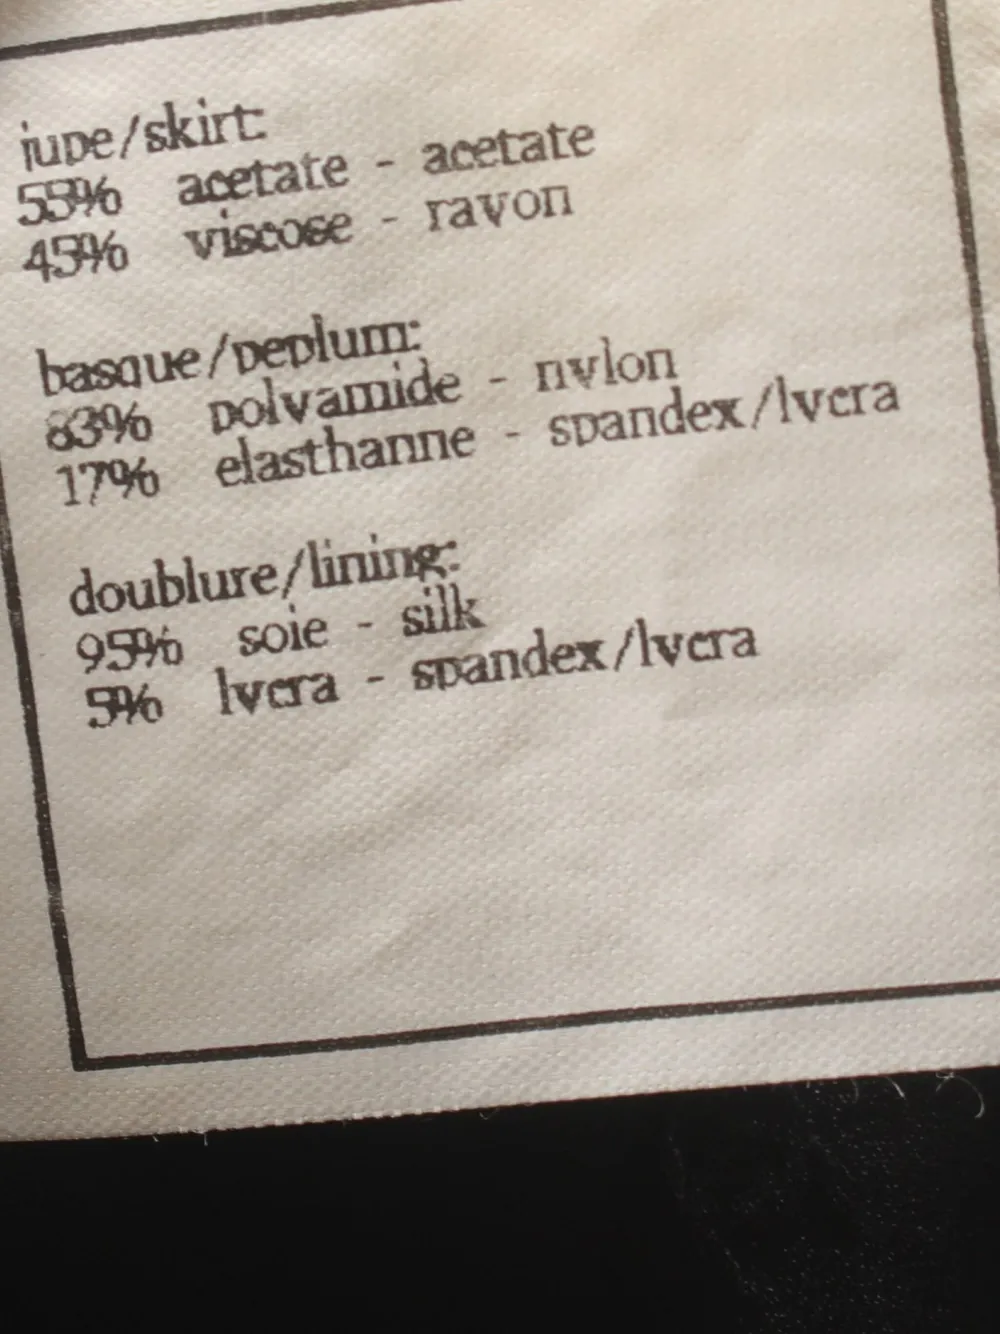 jupe/skirt:
55% acetate - acetate
45% viscose - rayon
basque/peplum:
83% polyamide - nylon
17% elasthanne - spandex/lycra
doublure/lining:
95% soie - silk
5% lycra - spandex/lycra